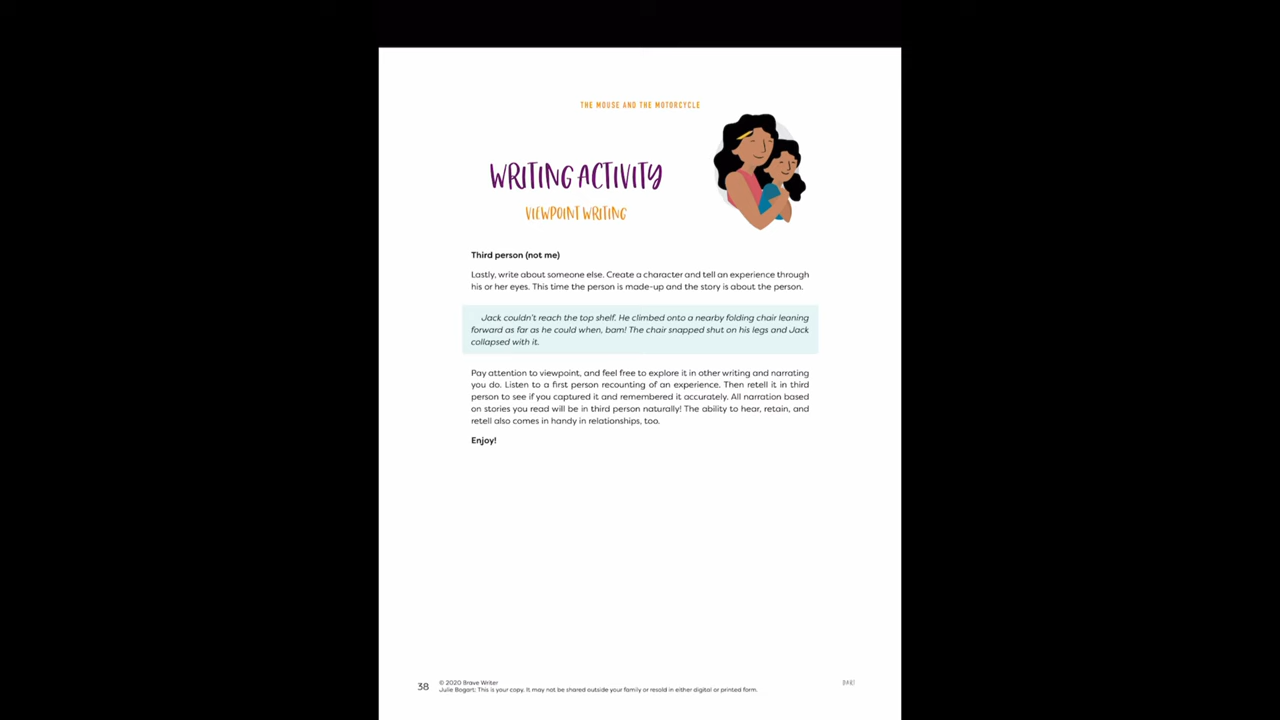 THE MOUSE AND THE MOTORCYCLE
WRITING ACTIVITY
VIEWPOINT WRITING
Third person (not me)
Lastly, write about someone else. Create a character and tell an experience through
his or her eyes. This time the person is made-up and the story is about the person.
Jack couldn't reach the top shelf. He climbed onto a nearby folding chair leaning
forward as far as he could when, bam! The chair snapped shut on his legs and Jack
collapsed with it.
Pay attention to viewpoint, and feel free to explore it in other writing and narrating
you do. Listen to a first person recounting of an experience. Then retell it in third
person to see if you captured it and remembered it accurately. All narration based
on stories you read will be in third person naturally! The ability to hear, retain, and
retell also comes in handy in relationships, too.
Enjoy!
38
© 2020 Brave Writer
Julie Bogart: This is your copy. It may not be shared outside your family or resold in either digital or printed form.